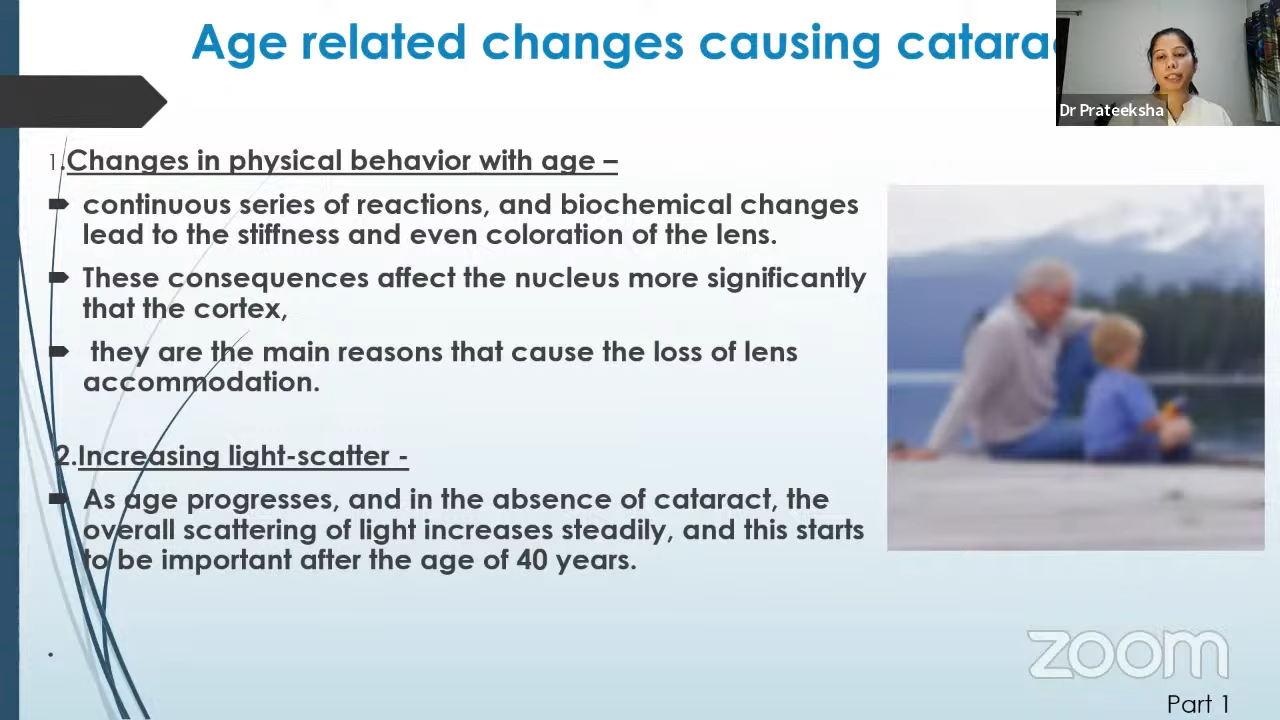 Age related changes causing
Dr Prateeksha
1.Changes in physical behavior with age –
continuous series of reactions, and biochemical changes
lead to the stiffness and even coloration of the lens.
These consequences affect the nucleus more significantly
that the cortex,
they are the main reasons that cause the loss of lens
accommodation.
2.Increasing light-scatter -
As age progresses, and in the absence of cataract, the
overall scattering of light increases steadily, and this starts
to be important after the age of 40 years.
zoom
Part 1